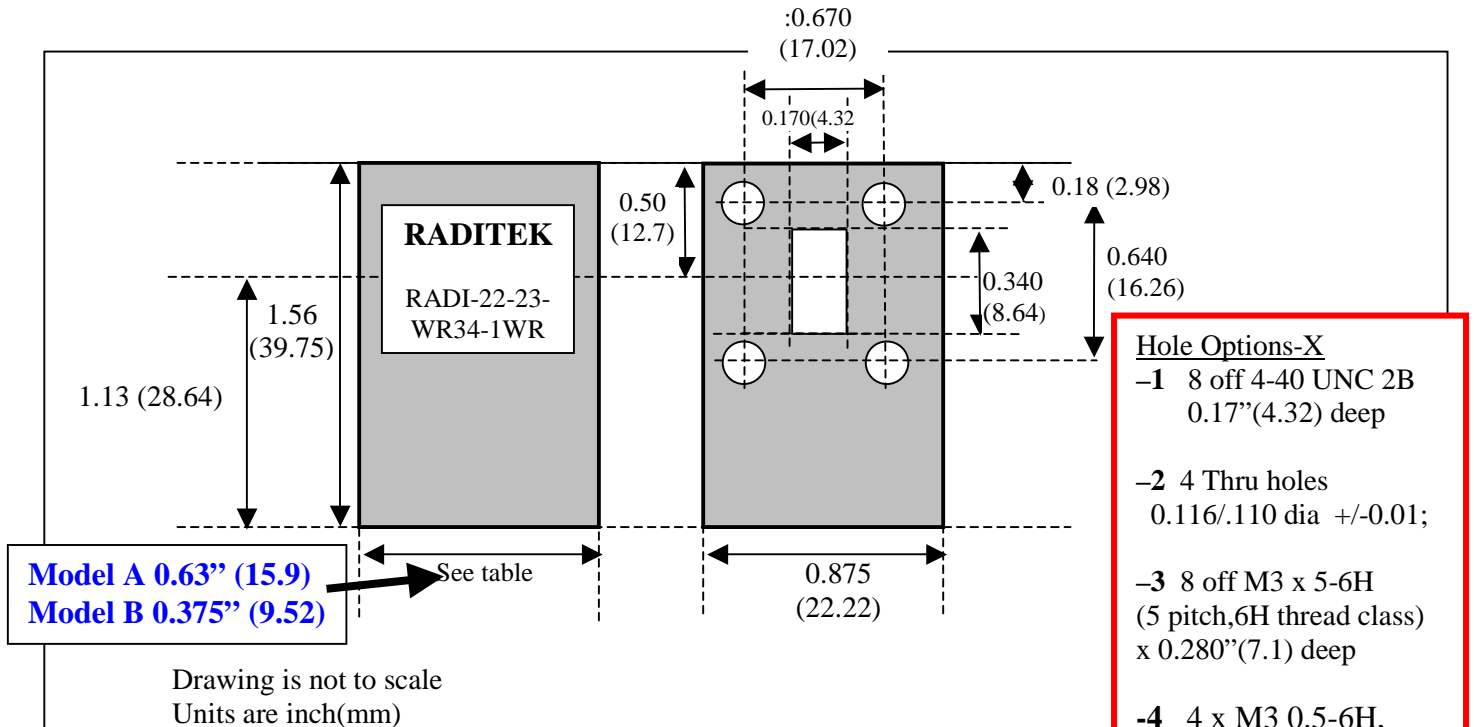 :0.670
(17.02)
0.170(4.32
0.18 (2.98)
0.50
(12.7)
RADITEK
RADI-22-23-
WR34-1WR
0.640
(16.26)
0.340
(8.64)
1.56
(39.75)
1.13 (28.64)
Hole Options-X
–1 8 off 4-40 UNC 2B
0.17”(4.32) deep
–2 4 Thru holes
0.116/.110 dia +/-0.01;
–3 8 off M3 x 5-6H
(5 pitch,6H thread class)
x 0.280”(7.1) deep
-4 4 x M3 0.5-6H.
Model A 0.63” (15.9)
Model B 0.375” (9.52)
See table
0.875
(22.22)
Drawing is not to scale
Units are inch(mm)